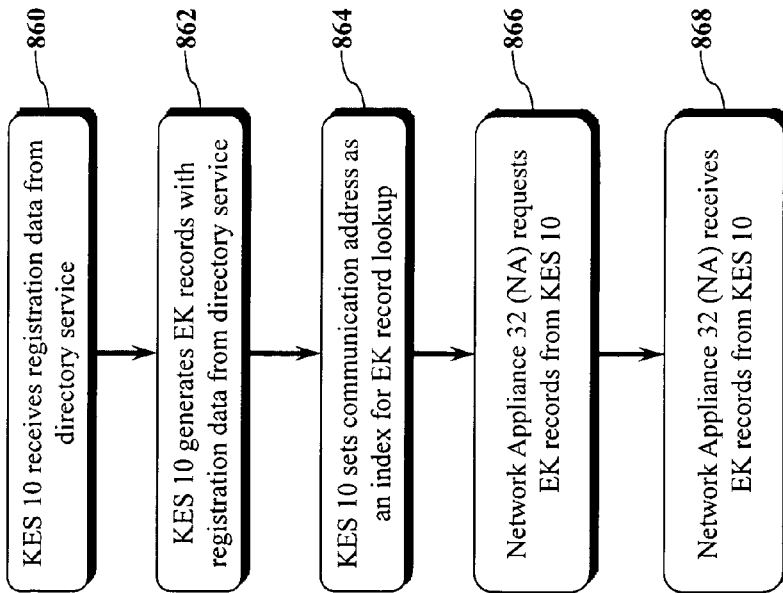 KES 10 receives registration data from
directory service
860
KES 10 generates EK records with
registration data from directory service
862
KES 10 sets communication address as
an index for EK record lookup
864
Network Appliance 32 (NA) requests
EK records from KES 10
866
Network Appliance 32 (NA) receives
EK records from KES 10
868